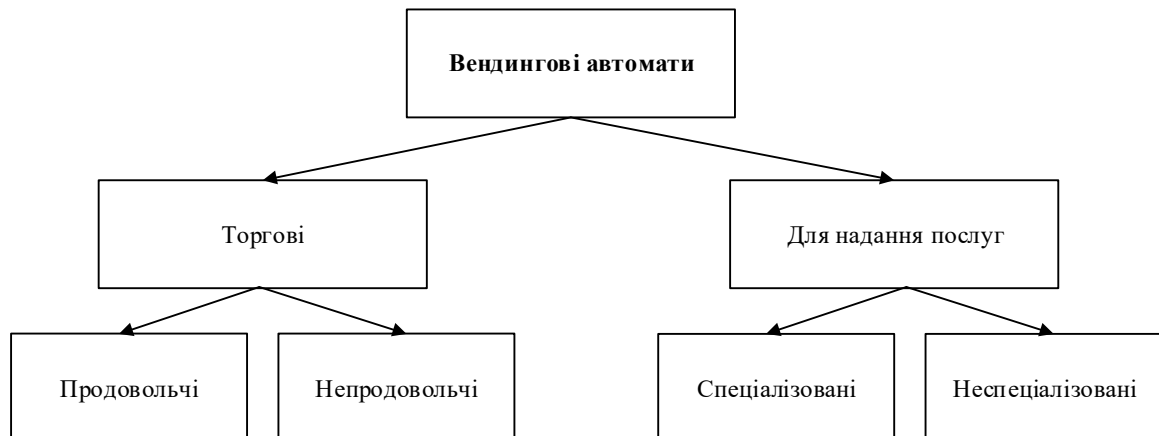 Вендингові автомати
Торгові
Для надання послуг
Продовольчі
Непродовольчі
Спеціалізовані
Неспеціалізовані